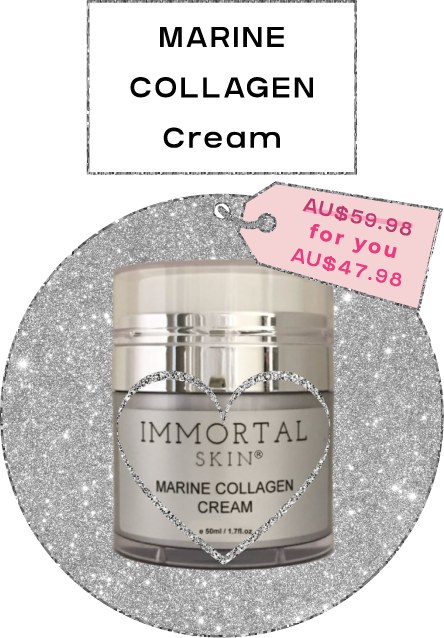 MARINE
COLLAGEN
Cream
AU$59.98
for you
AU$47.98
IMMORTAL
SKIN®
MARINE COLLAGEN
CREAM
e 50ml / 1.7fl.oz